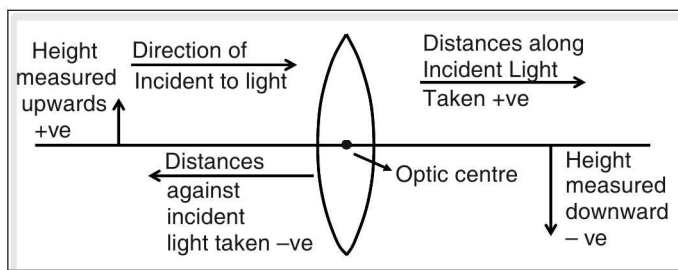 Height
measured
upwards
+ve
Direction of
Incident to light
Distances along
Incident Light
Taken +ve
Distances
against
incident
light taken –ve
Optic centre
Height
measured
downward
– ve